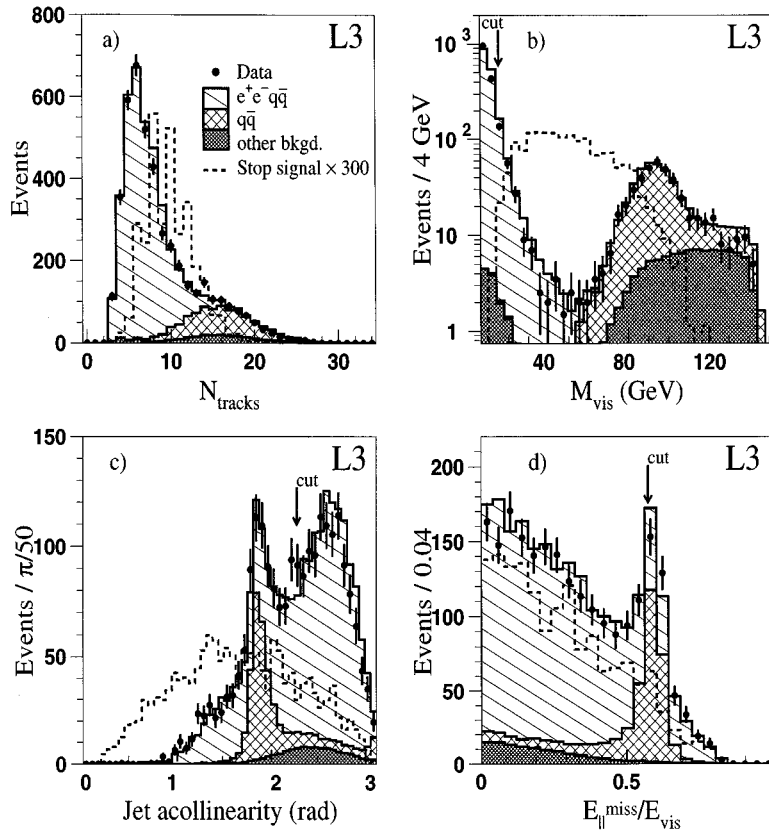 a)
L3
800
600
400
200
0
Events
0 10 20 30
N_tracks
Data
e⁺e⁻qq̄
qq̄
other bkgd.
Stop signal × 300
cut
b)
L3
10³
10²
10
1
Events / 4 GeV
40 80 120
M_vis (GeV)
c)
L3
cut
150
100
50
0
Events / π/50
0 1 2 3
Jet acollinearity (rad)
d)
cut
L3
200
150
100
50
0
Events / 0.04
0 0.5
E_||^miss/E_vis